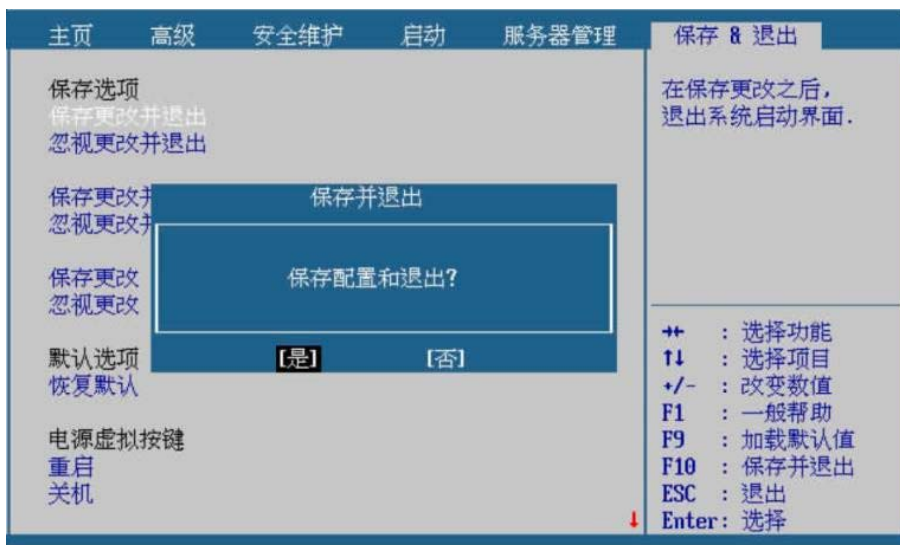 主页 高级 安全维护 启动 服务器管理 保存 & 退出
保存选项
保存更改并退出
忽视更改并退出
保存更改并
忽视更改并
保存更改
忽视更改
默认选项
恢复默认
电源虚拟按键
重启
关机
保存并退出
保存配置和退出?
[是] [否]
在保存更改之后,
退出系统启动界面.
→← : 选择功能
↑↓ : 选择项目
+/- : 改变数值
F1 : 一般帮助
F9 : 加载默认值
F10 : 保存并退出
ESC : 退出
Enter: 选择